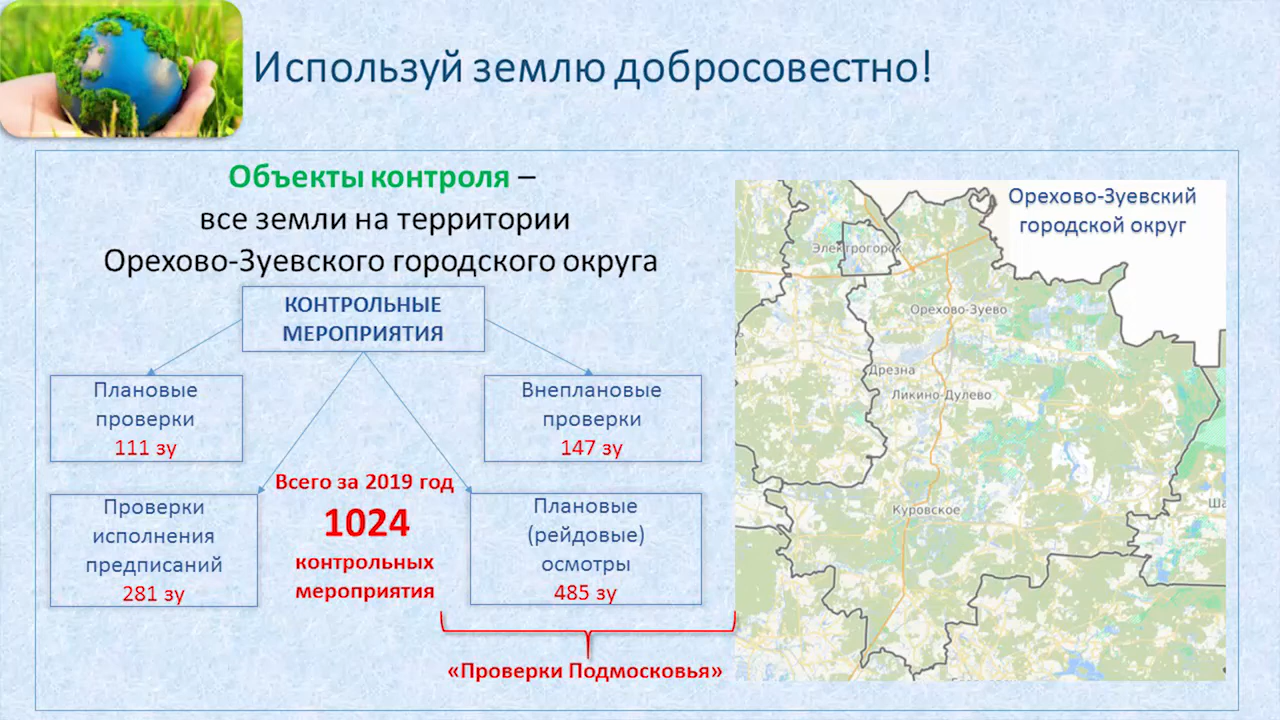 Используй землю добросовестно!
Объекты контроля –
все земли на территории
Орехово-Зуевского городского округа
КОНТРОЛЬНЫЕ
МЕРОПРИЯТИЯ
Плановые
проверки
111 зу
Внеплановые
проверки
147 зу
Проверки
исполнения
предписаний
281 зу
Всего за 2019 год
1024
контрольных
мероприятия
Плановые
(рейдовые)
осмотры
485 зу
«Проверки Подмосковья»
Орехово-Зуевский
городской округ
Электрогорск
Орехово-Зуево
Дрезна
Ликино-Дулево
Куровское